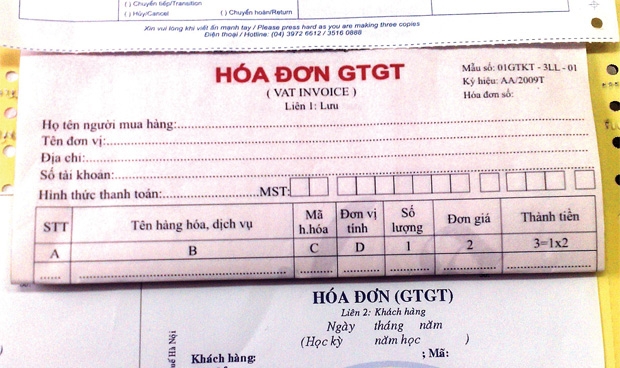 ( ) Chuyển tiếp/Transition
( ) Hủy/Cancel ( ) Chuyển hoàn/Return
Xin vui lòng khi viết ấn mạnh tay / Please press hard as you are making three copies
Điện thoại / Hotline: (04) 3972 6612 / 3516 0888
HÓA ĐƠN GTGT
( VAT INVOICE )
Liên 1: Lưu
Mẫu số: 01GTKT - 3LL - 01
Ký hiệu: AA/2009T
Hóa đơn số:
Họ tên người mua hàng:
Tên đơn vị:
Địa chỉ:
Số tài khoản:
Hình thức thanh toán: MST:
STT Tên hàng hóa, dịch vụ Mã h.hóa Đơn vị tính Số lượng Đơn giá Thành tiền
A B C D 1 2 3=1x2
HÓA ĐƠN (GTGT)
Liên 2: Khách hàng
Ngày tháng năm
(Học kỳ năm học )
Khách hàng: ; Mã:
uế Hà Nội